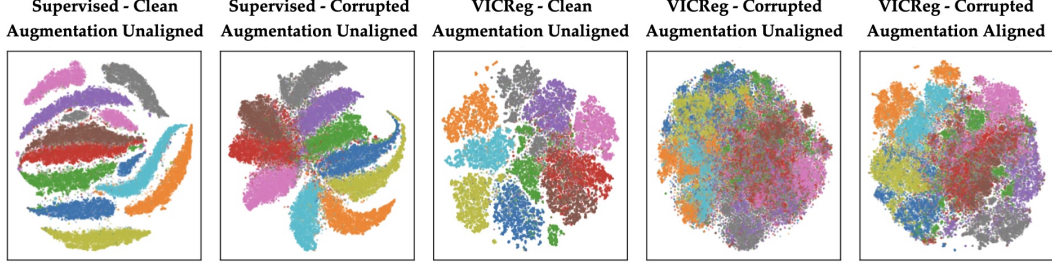 Supervised - Clean
Augmentation Unaligned
Supervised - Corrupted
Augmentation Unaligned
VICReg - Clean
Augmentation Unaligned
VICReg - Corrupted
Augmentation Unaligned
VICReg - Corrupted
Augmentation Aligned